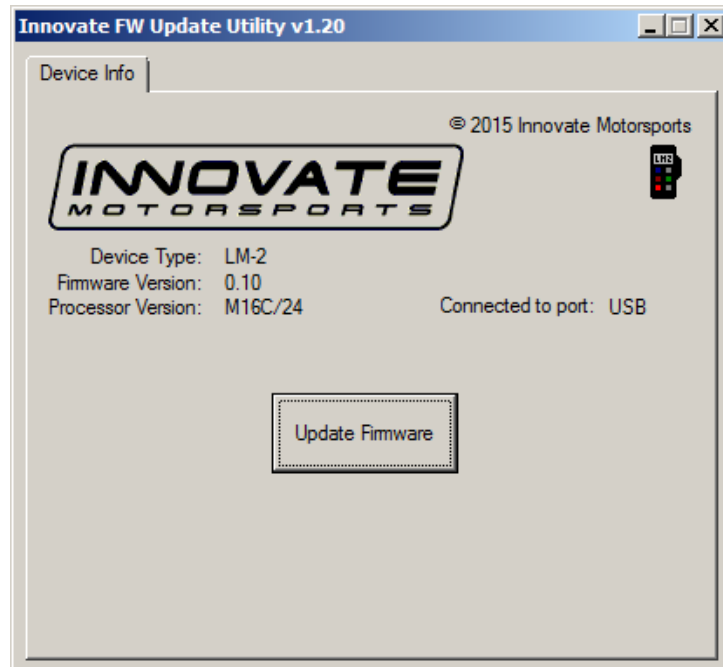 Innovate FW Update Utility v1.20
Device Info
© 2015 Innovate Motorsports
LM2
INNOVATE
MOTORSPORTS
Device Type: LM-2
Firmware Version: 0.10
Processor Version: M16C/24
Connected to port: USB
Update Firmware